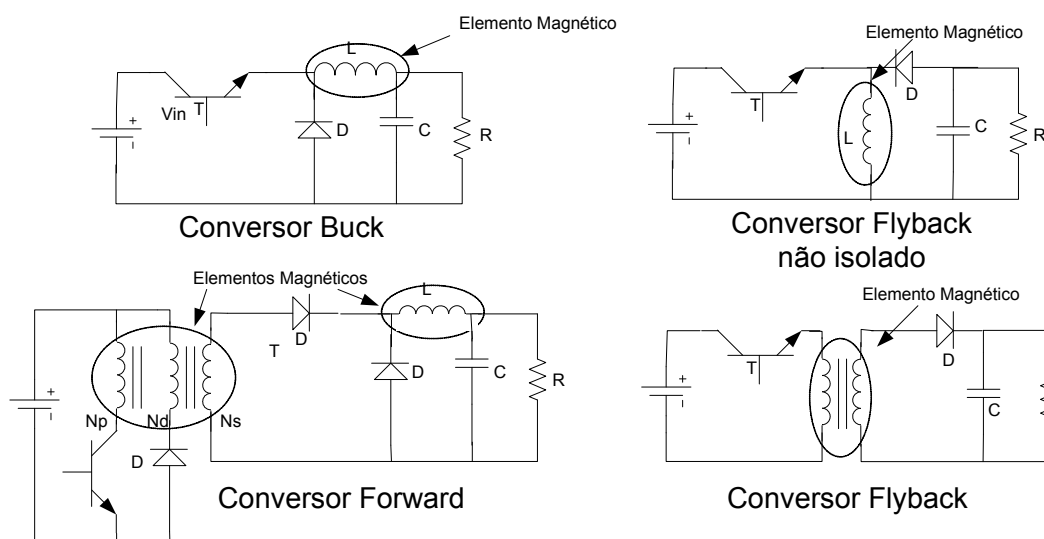 Elemento Magnético
L
Vin
T
+
-
D
C
R
Conversor Buck
Elemento Magnético
T
D
+
-
L
C
R
Conversor Flyback
não isolado
Elementos Magnéticos
L
D
T
+
-
D
C
R
Np
Nd
Ns
D
Conversor Forward
Elemento Magnético
T
D
+
-
C
Conversor Flyback